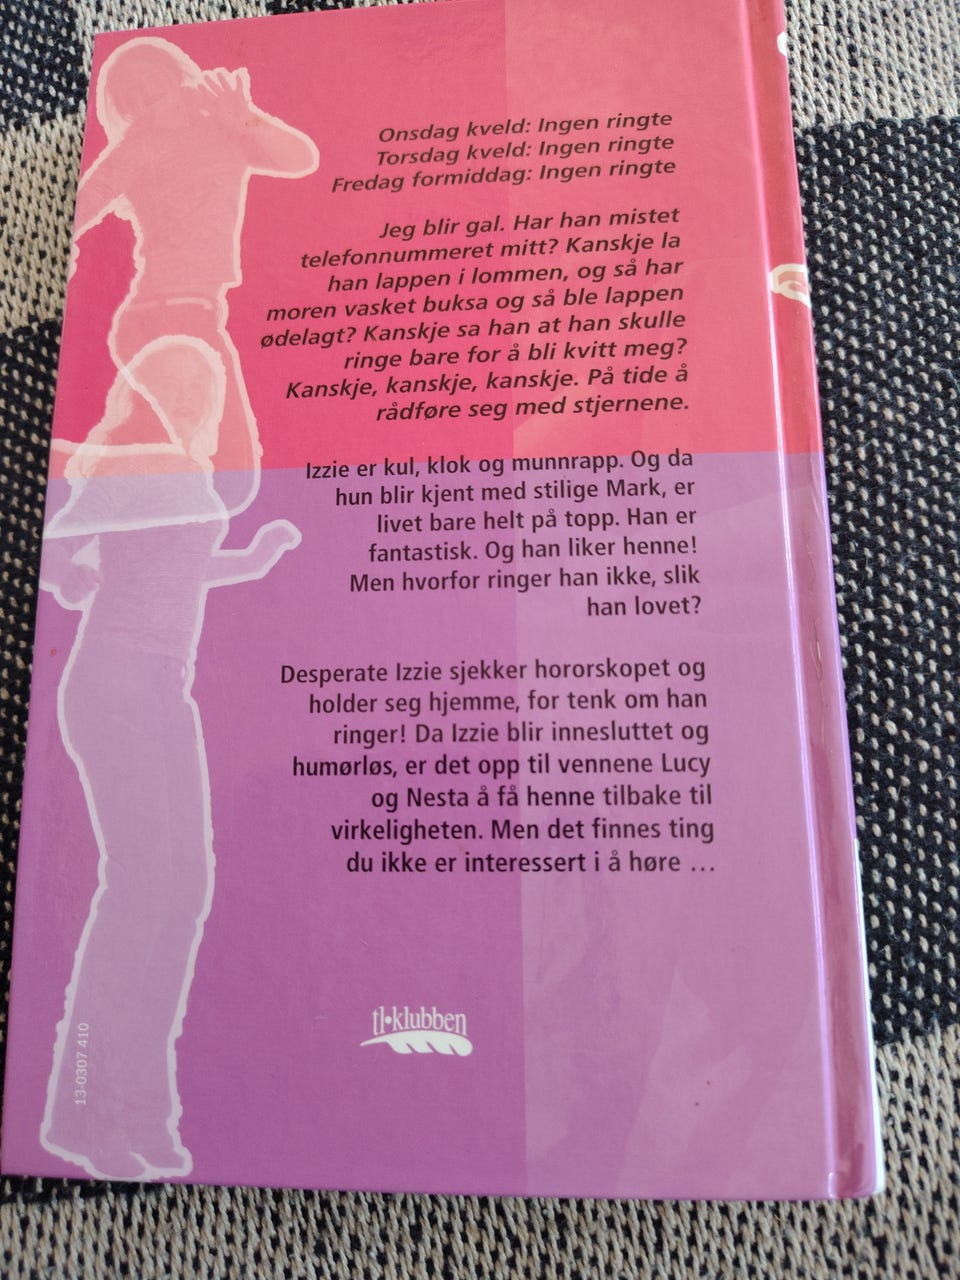 Onsdag kveld: Ingen ringte
Torsdag kveld: Ingen ringte
Fredag formiddag: Ingen ringte
Jeg blir gal. Har han mistet
telefonnummeret mitt? Kanskje la
han lappen i lommen, og så har
moren vasket buksa og så ble lappen
ødelagt? Kanskje sa han at han skulle
ringe bare for å bli kvitt meg?
Kanskje, kanskje, kanskje. På tide å
rådføre seg med stjernene.
Izzie er kul, klok og munnrapp. Og da
hun blir kjent med stilige Mark, er
livet bare helt på topp. Han er
fantastisk. Og han liker henne!
Men hvorfor ringer han ikke, slik
han lovet?
Desperate Izzie sjekker hororskopet og
holder seg hjemme, for tenk om han
ringer! Da Izzie blir innesluttet og
humørløs, er det opp til vennene Lucy
og Nesta å få henne tilbake til
virkeligheten. Men det finnes ting
du ikke er interessert i å høre ...
tl•klubben
13-0307 410